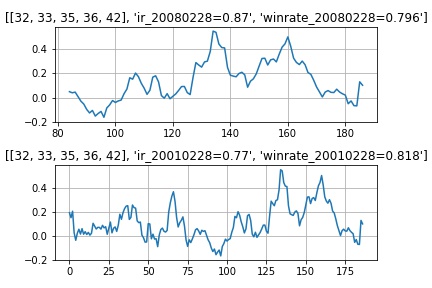 [[32, 33, 35, 36, 42], 'ir_20080228=0.87', 'winrate_20080228=0.796']
0.4
0.2
0.0
−0.2
80 100 120 140 160 180
[[32, 33, 35, 36, 42], 'ir_20010228=0.77', 'winrate_20010228=0.818']
0.4
0.2
0.0
−0.2
0 25 50 75 100 125 150 175